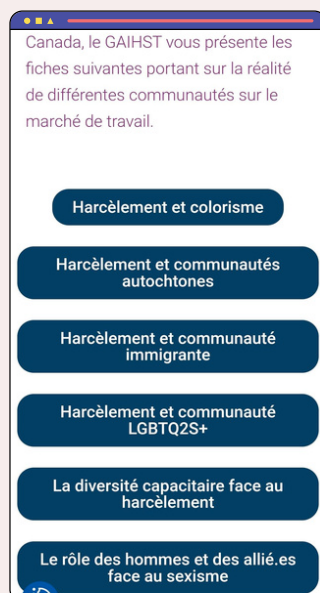 Canada, le GAIHST vous présente les
fiches suivantes portant sur la réalité
de différentes communautés sur le
marché de travail.
Harcèlement et colorisme
Harcèlement et communautés
autochtones
Harcèlement et communauté
immigrante
Harcèlement et communauté
LGBTQ2S+
La diversité capacitaire face au
harcèlement
Le rôle des hommes et des allié.es
face au sexisme